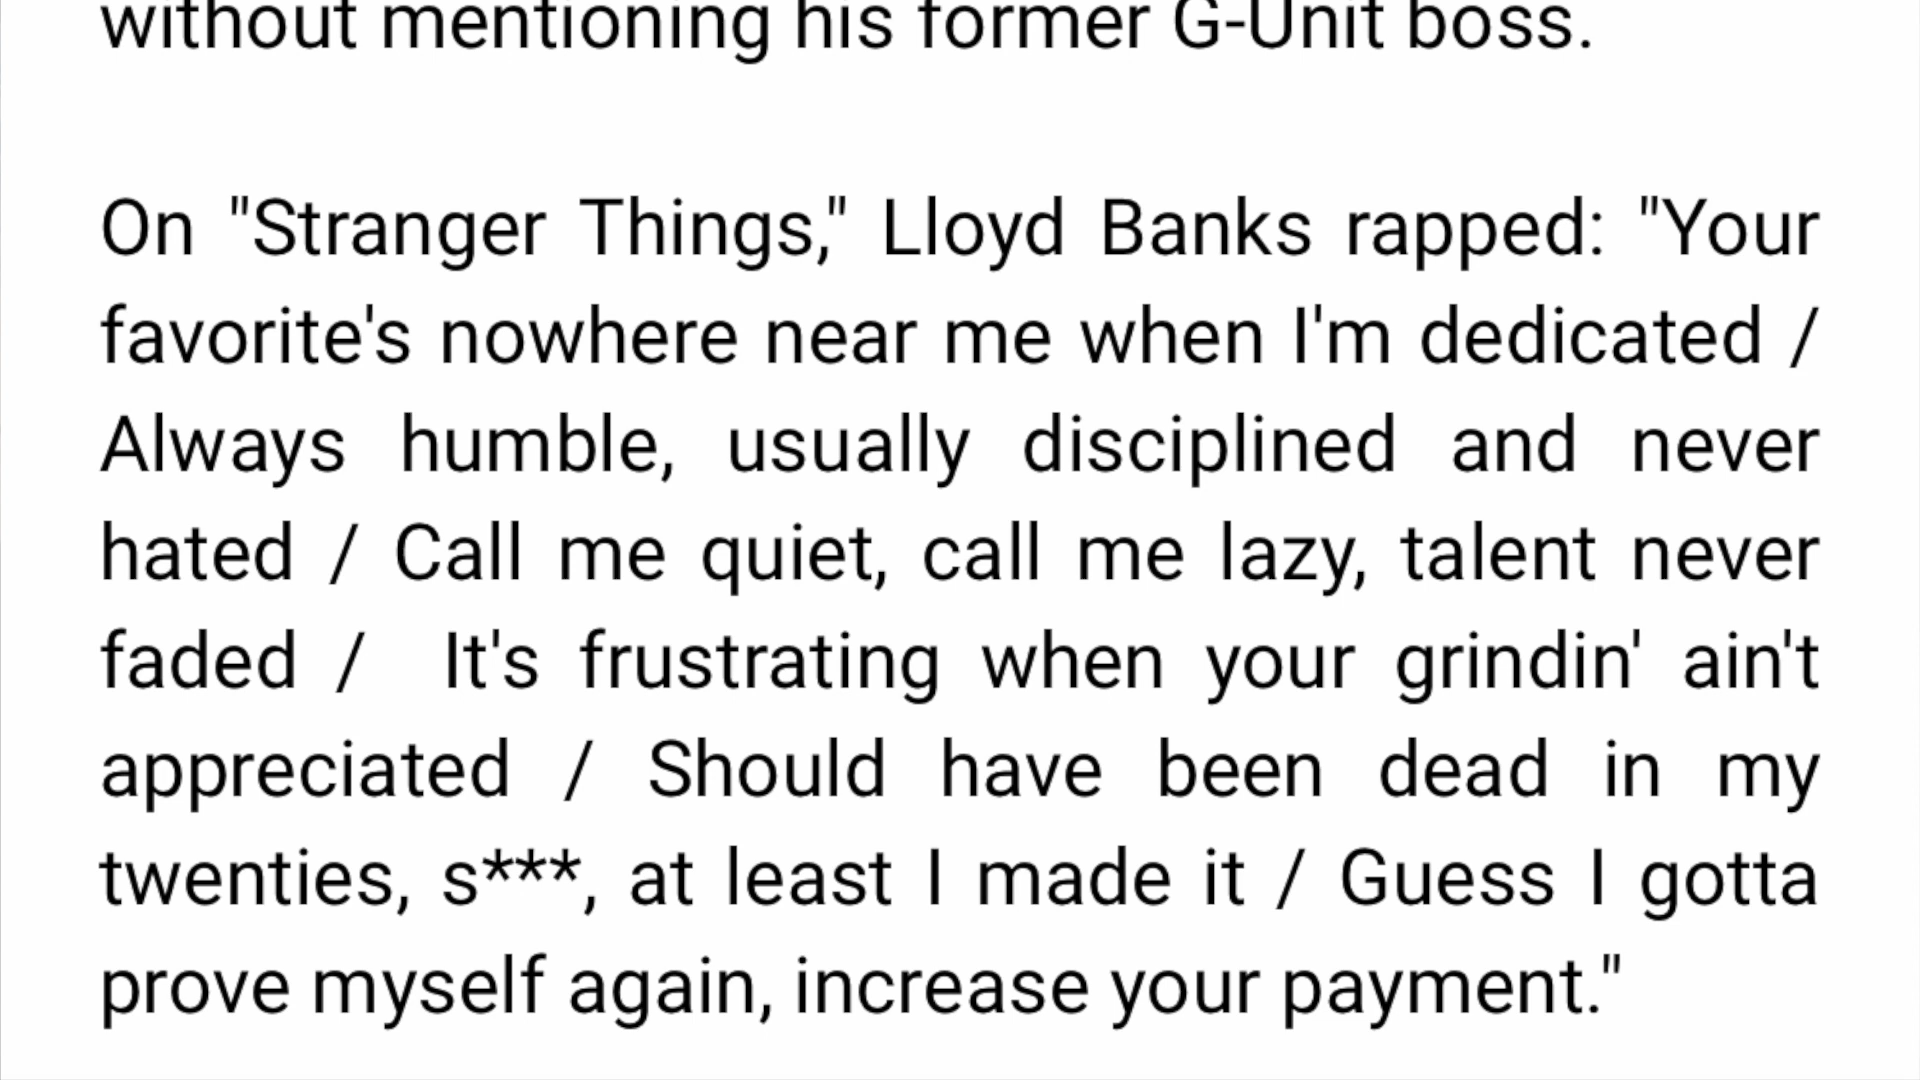 without mentioning his former G-Unit boss.
On "Stranger Things," Lloyd Banks rapped: "Your
favorite's nowhere near me when I'm dedicated /
Always humble, usually disciplined and never
hated / Call me quiet, call me lazy, talent never
faded /  It's frustrating when your grindin' ain't
appreciated / Should have been dead in my
twenties, s***, at least I made it / Guess I gotta
prove myself again, increase your payment."